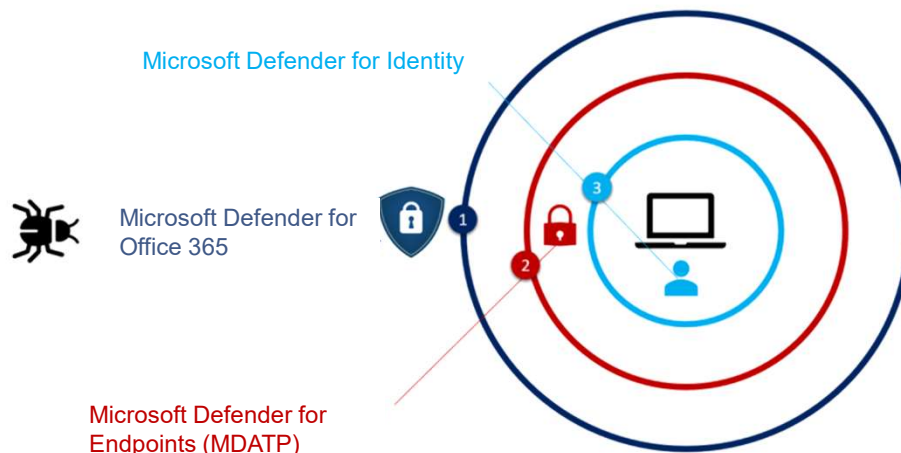 Microsoft Defender for Identity
3
Microsoft Defender for
Office 365
1
2
Microsoft Defender for
Endpoints (MDATP)